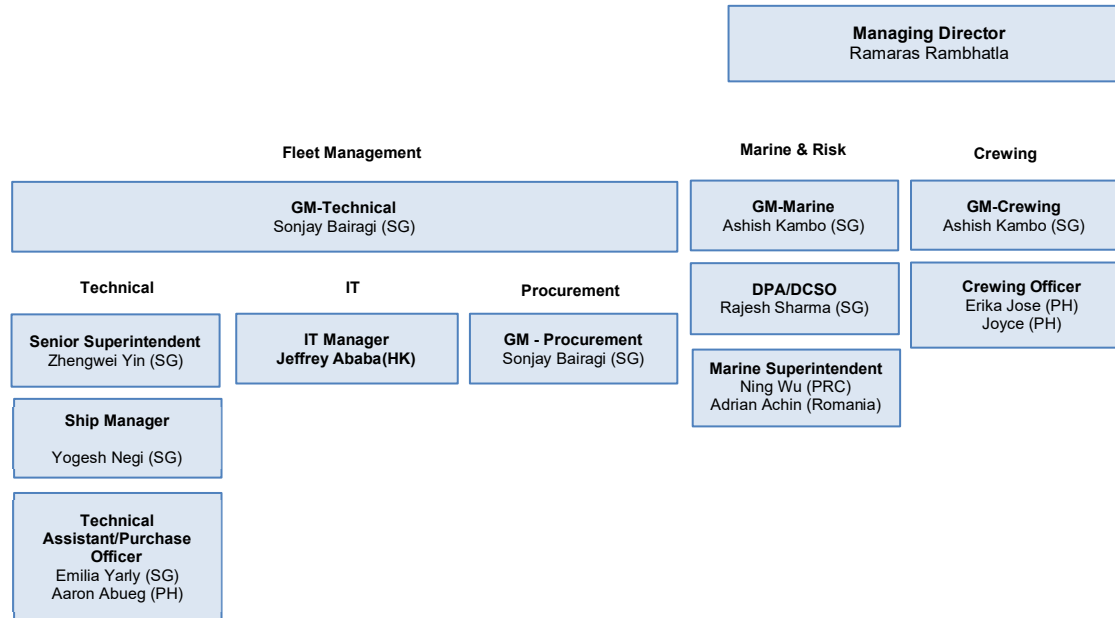 Managing Director
Ramaras Rambhatla
Fleet Management
Marine & Risk
Crewing
GM-Technical
Sonjay Bairagi (SG)
GM-Marine
Ashish Kambo (SG)
GM-Crewing
Ashish Kambo (SG)
Technical
IT
Procurement
DPA/DCSO
Rajesh Sharma (SG)
Crewing Officer
Erika Jose (PH)
Joyce (PH)
Senior Superintendent
Zhengwei Yin (SG)
IT Manager
Jeffrey Ababa(HK)
GM - Procurement
Sonjay Bairagi (SG)
Marine Superintendent
Ning Wu (PRC)
Adrian Achin (Romania)
Ship Manager
Yogesh Negi (SG)
Technical
Assistant/Purchase
Officer
Emilia Yarly (SG)
Aaron Abueg (PH)